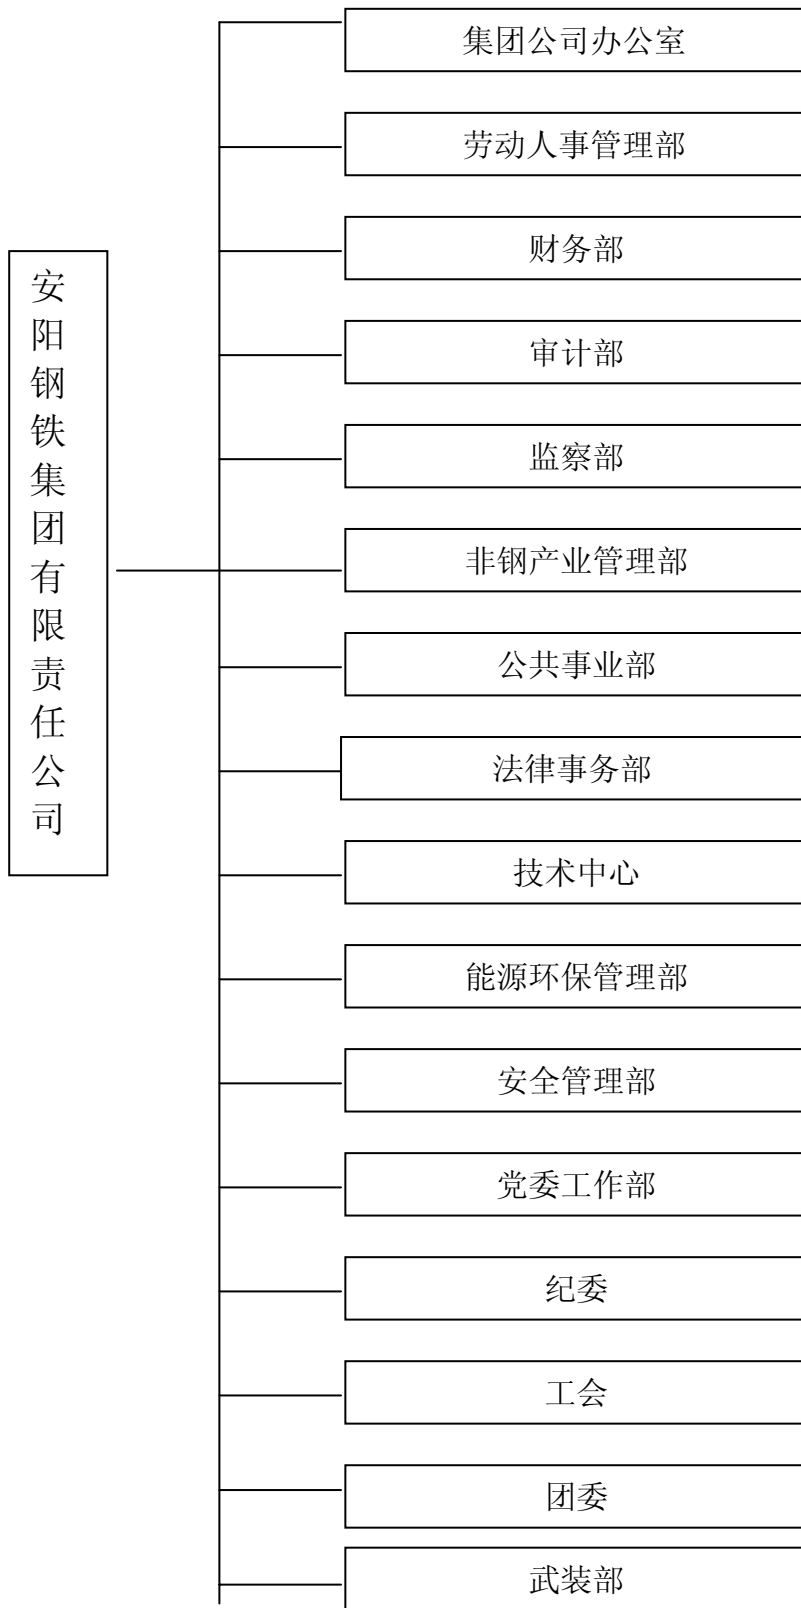 安阳钢铁集团有限责任公司
集团公司办公室
劳动人事管理部
财务部
审计部
监察部
非钢产业管理部
公共事业部
法律事务部
技术中心
能源环保管理部
安全管理部
党委工作部
纪委
工会
团委
武装部